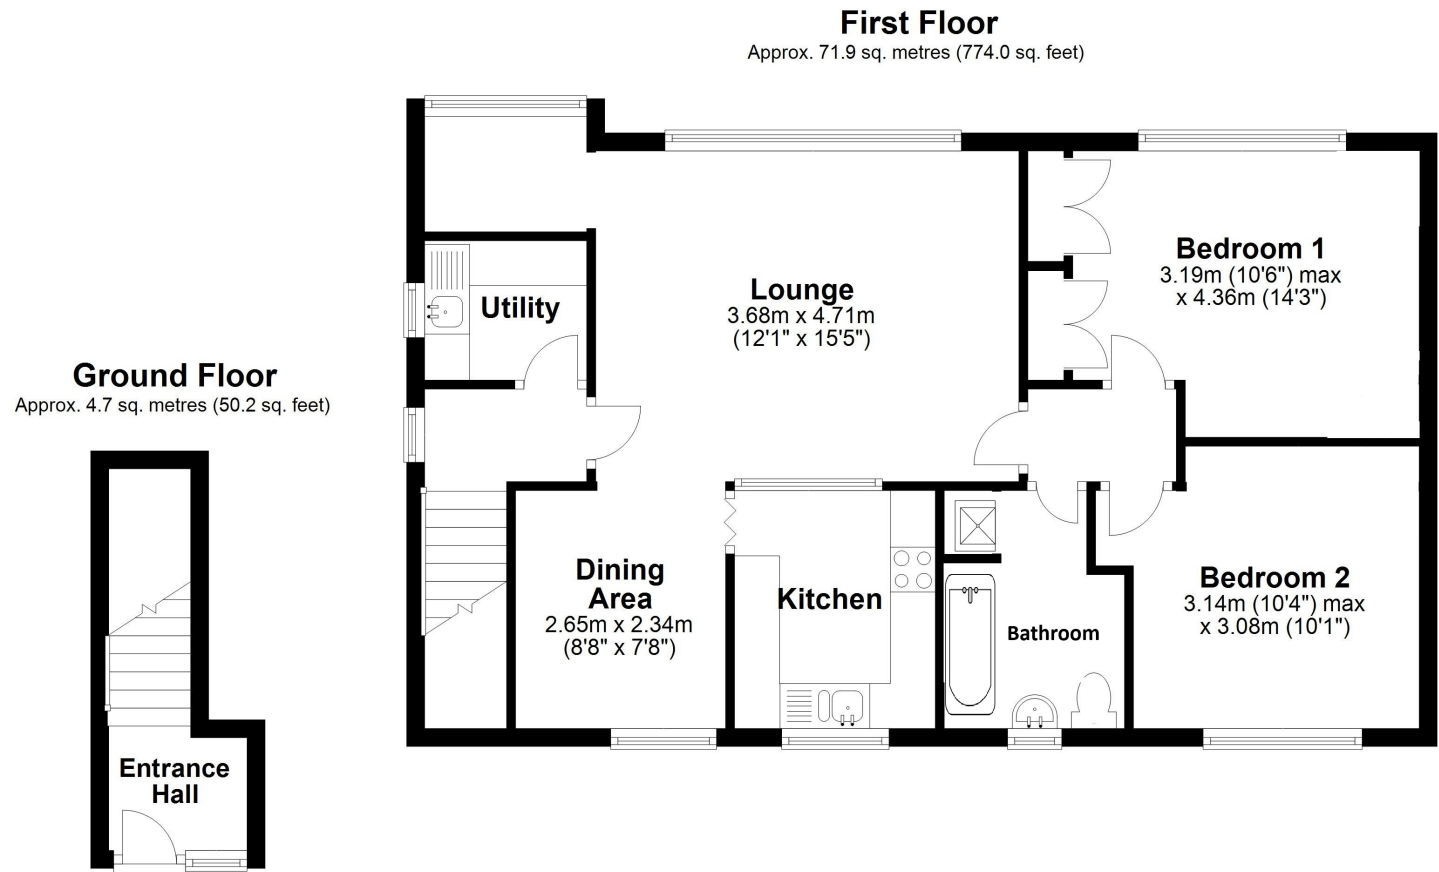 First Floor
Approx. 71.9 sq. metres (774.0 sq. feet)
Bedroom 1
3.19m (10'6") max
x 4.36m (14'3")
Lounge
3.68m x 4.71m
(12'1" x 15'5")
Utility
Ground Floor
Approx. 4.7 sq. metres (50.2 sq. feet)
Dining
Area
2.65m x 2.34m
(8'8" x 7'8")
Kitchen
Bathroom
Bedroom 2
3.14m (10'4") max
x 3.08m (10'1")
Entrance
Hall